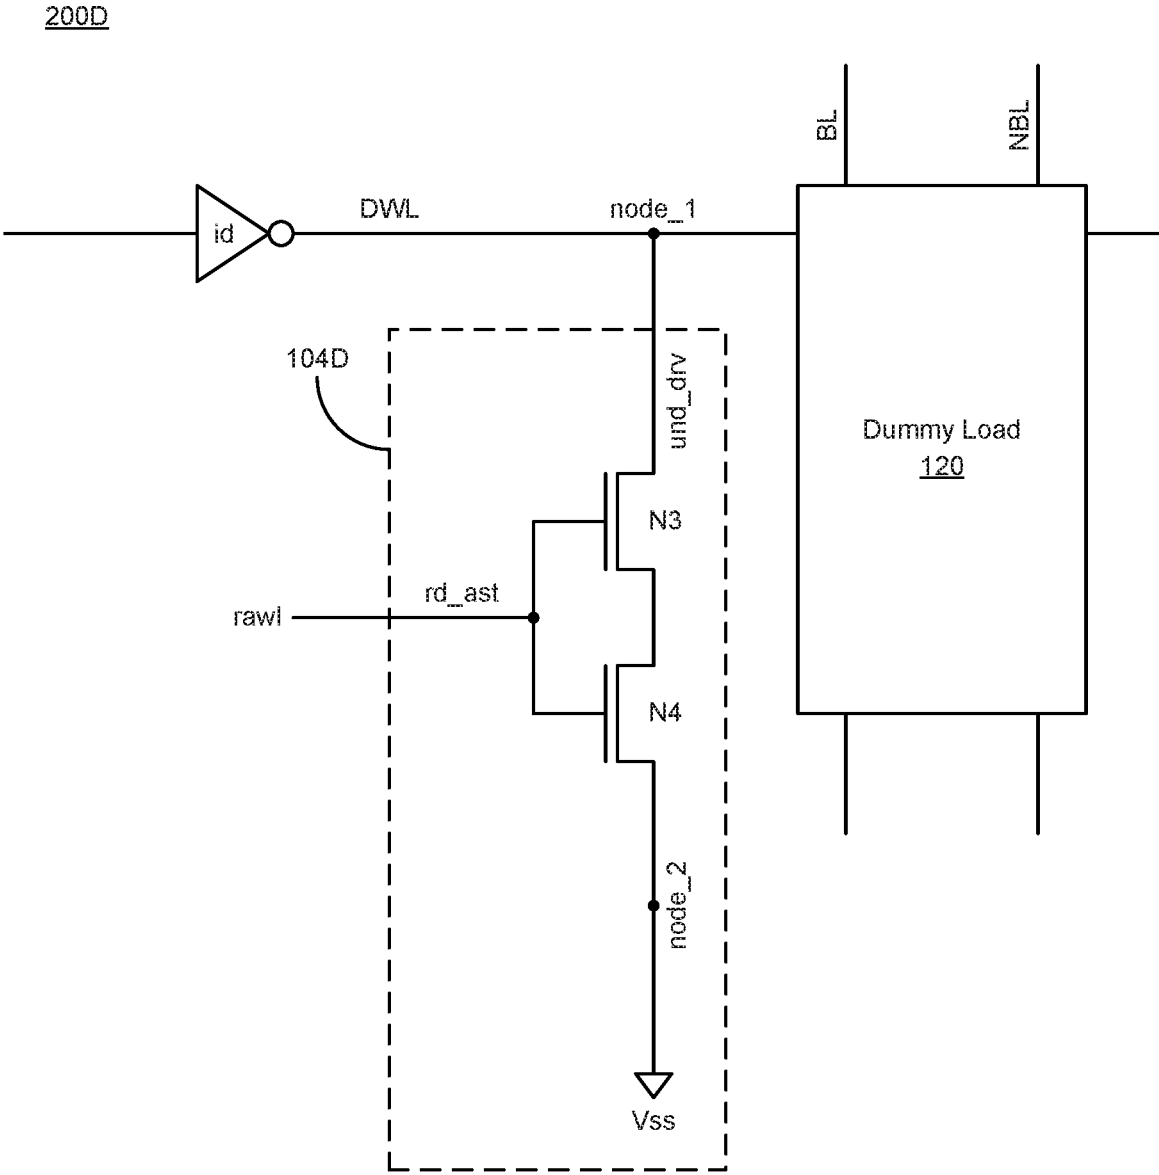 200D
BL
NBL
id
DWL
node_1
104D
und_drv
Dummy Load
120
N3
rd_ast
rawl
N4
node_2
Vss